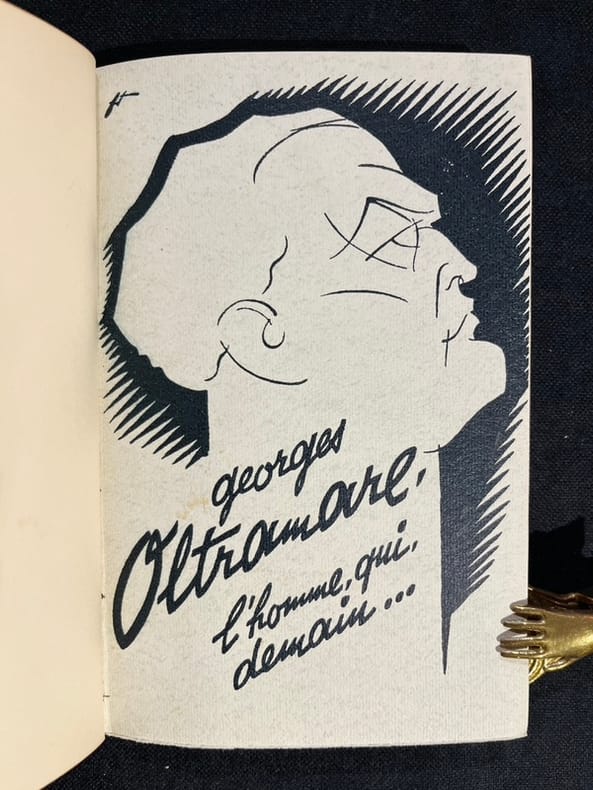 georges
Oltramare,
l'homme, qui,
demain...